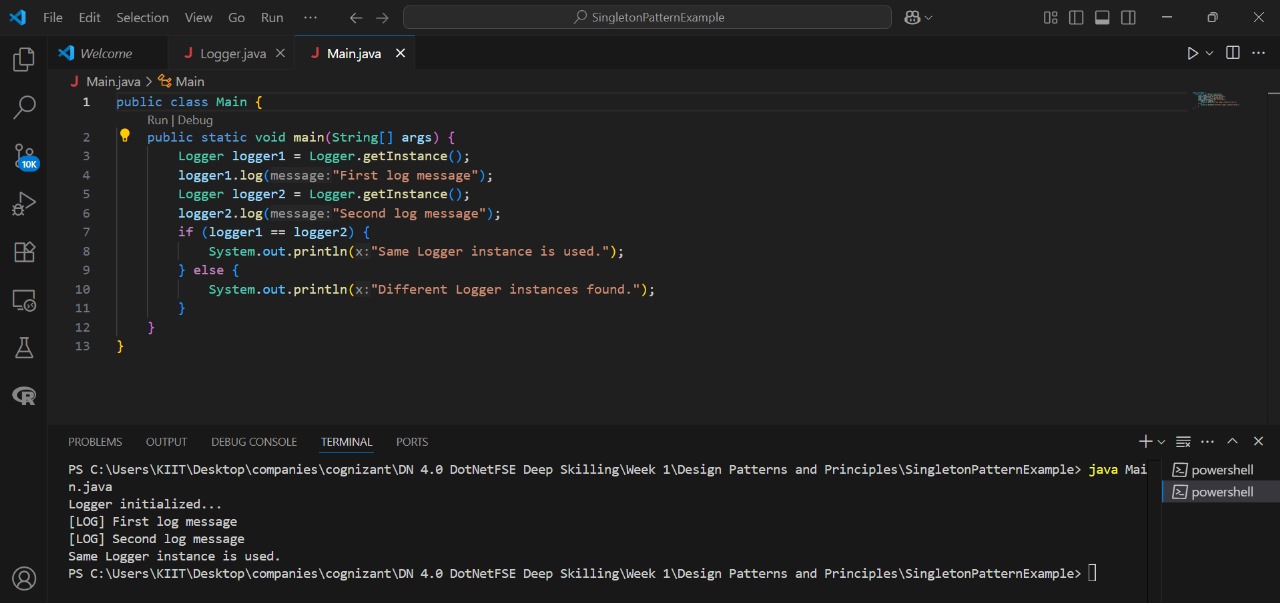 File Edit Selection View Go Run ··· SingletonPatternExample
Welcome Logger.java Main.java
Main.java > Main
1 public class Main {
Run | Debug
2 public static void main(String[] args) {
3 Logger logger1 = Logger.getInstance();
4 logger1.log(message:"First log message");
5 Logger logger2 = Logger.getInstance();
6 logger2.log(message:"Second log message");
7 if (logger1 == logger2) {
8 System.out.println(x:"Same Logger instance is used.");
9 } else {
10 System.out.println(x:"Different Logger instances found.");
11 }
12 }
13 }
10K
PROBLEMS OUTPUT DEBUG CONSOLE TERMINAL PORTS
PS C:\Users\KIIT\Desktop\companies\cognizant\DN 4.0 DotNetFSE Deep Skilling\Week 1\Design Patterns and Principles\SingletonPatternExample> java Mai
n.java
Logger initialized...
[LOG] First log message
[LOG] Second log message
Same Logger instance is used.
PS C:\Users\KIIT\Desktop\companies\cognizant\DN 4.0 DotNetFSE Deep Skilling\Week 1\Design Patterns and Principles\SingletonPatternExample>
powershell
powershell